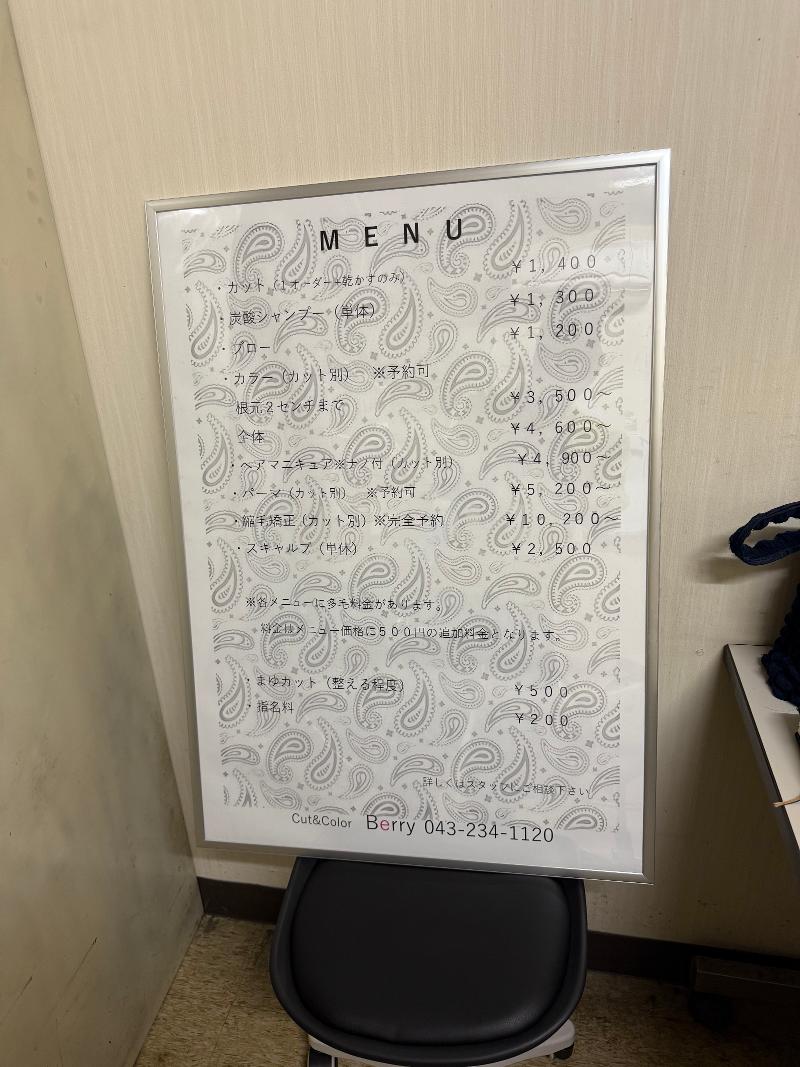 MENU
・カット（１オーダー＋乾かすのみ） ￥１，４００
・炭酸シャンプー（単体） ￥１，３００
・ブロー ￥１，２００
・カラー（カット別）　※予約可
根元２センチまで ￥３，５００～
全体 ￥４，６００～
・ヘアマニキュア※ナノ付（カット別） ￥４，９００～
・パーマ（カット別）　※予約可 ￥５，２００～
・縮毛矯正（カット別）※完全予約 ￥１０，２００～
・スキャルプ（単体） ￥２，５００
※各メニューに多毛料金があります。
料金はメニュー価格に５００円の追加料金となります。
・まゆカット（整える程度） ￥５００
・指名料 ￥２００
詳しくはスタッフにご相談下さい
Cut&Color Berry 043-234-1120